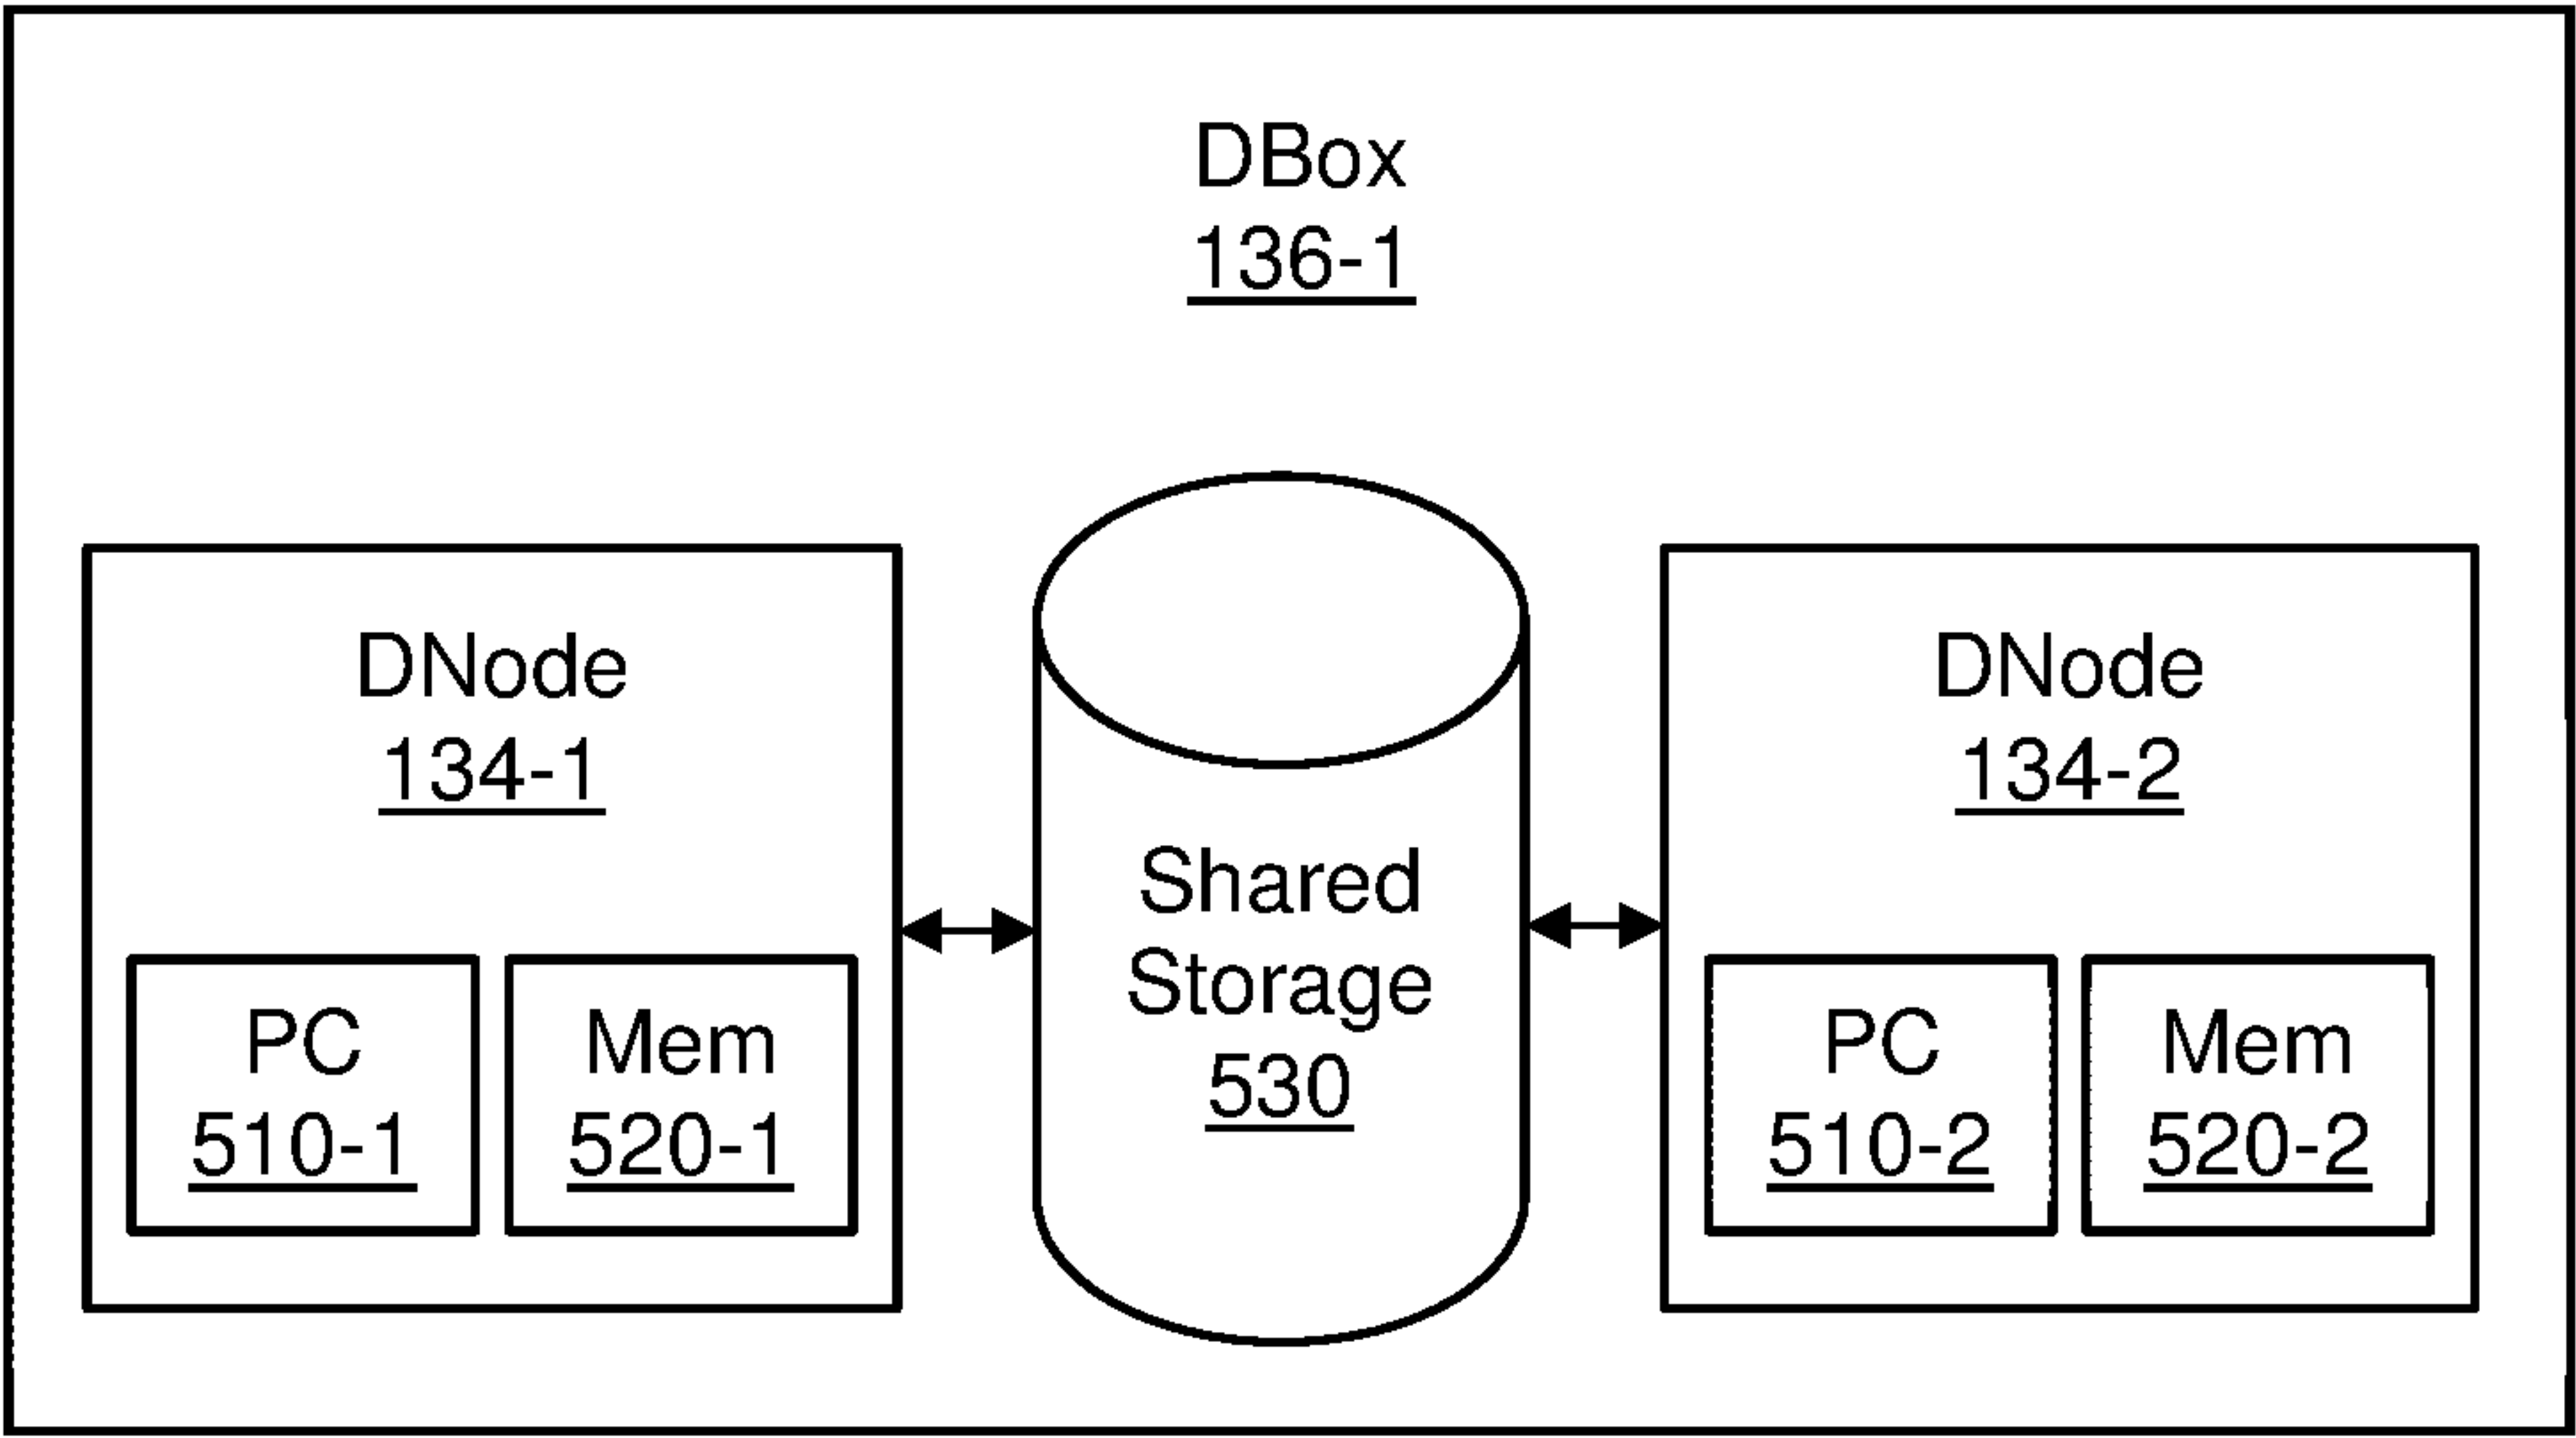 DBox
136-1
DNode
134-1
PC
510-1
Mem
520-1
Shared
Storage
530
DNode
134-2
PC
510-2
Mem
520-2